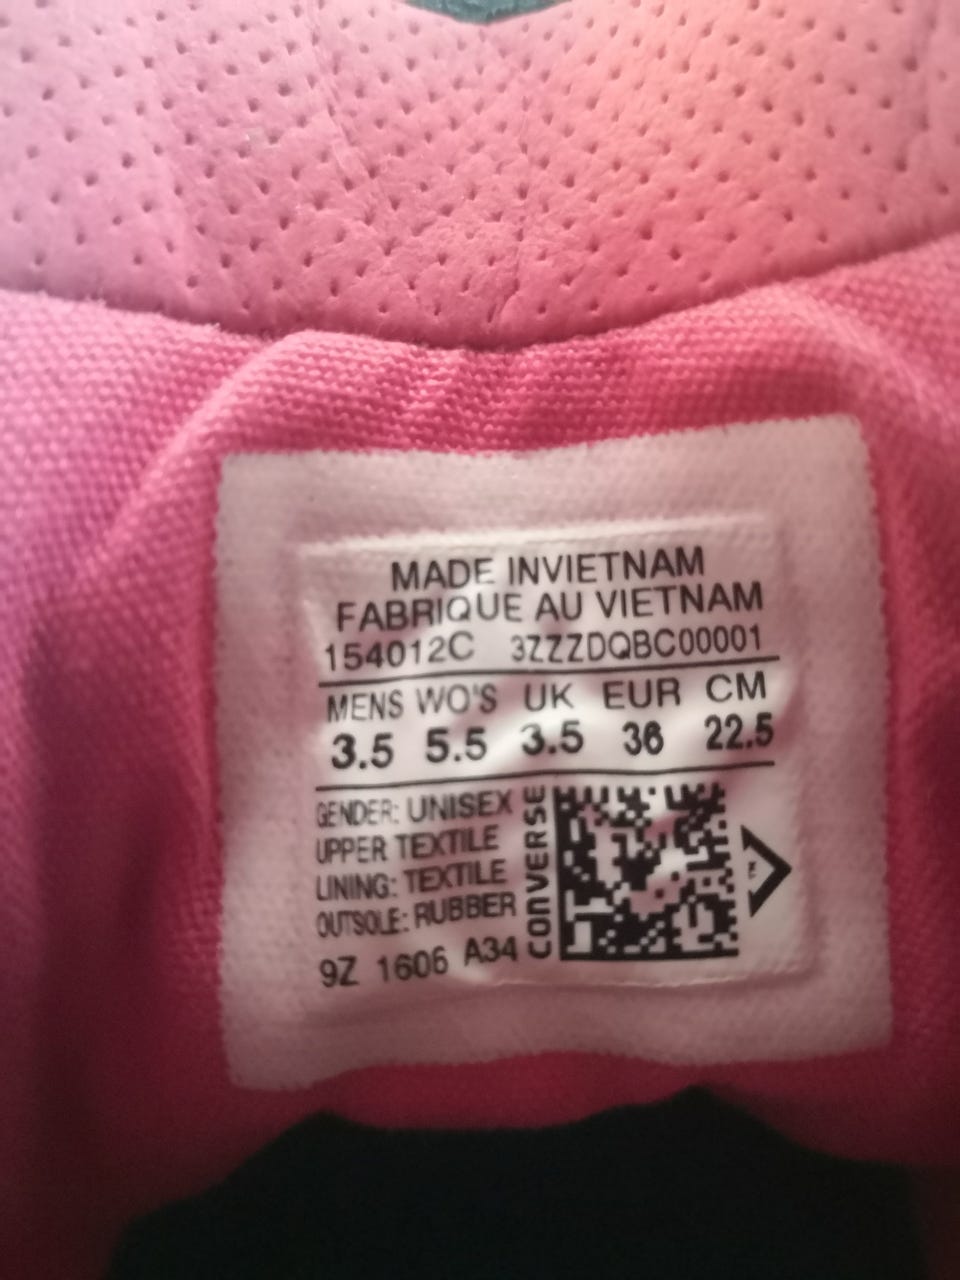 MADE INVIETNAM
FABRIQUE AU VIETNAM
154012C 3ZZZDQBC00001
MENS WO'S UK EUR CM
3.5 5.5 3.5 36 22.5
GENDER: UNISEX
UPPER TEXTILE
LINING: TEXTILE
OUTSOLE: RUBBER
9Z 1606 A34
CONVERSE